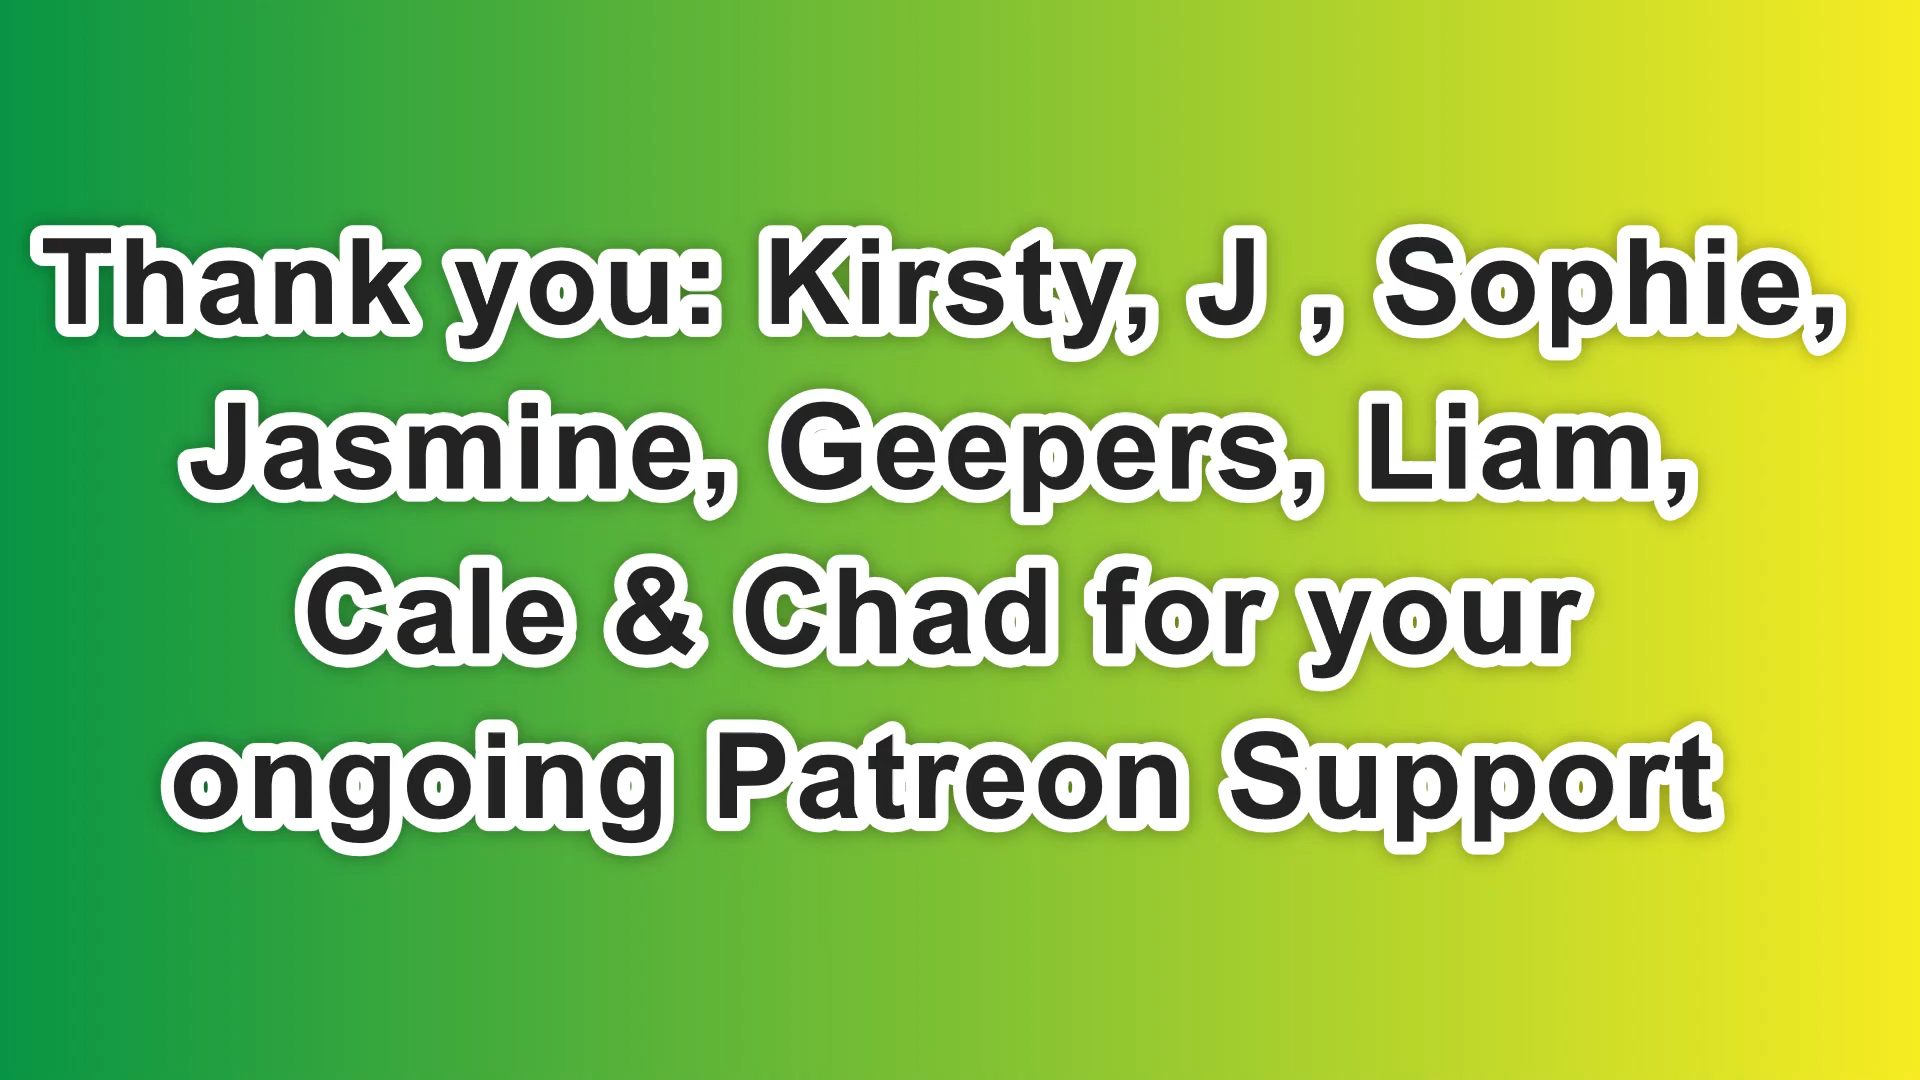 Thank you: Kirsty, J , Sophie,
Jasmine, Geepers, Liam,
Cale & Chad for your
ongoing Patreon Support